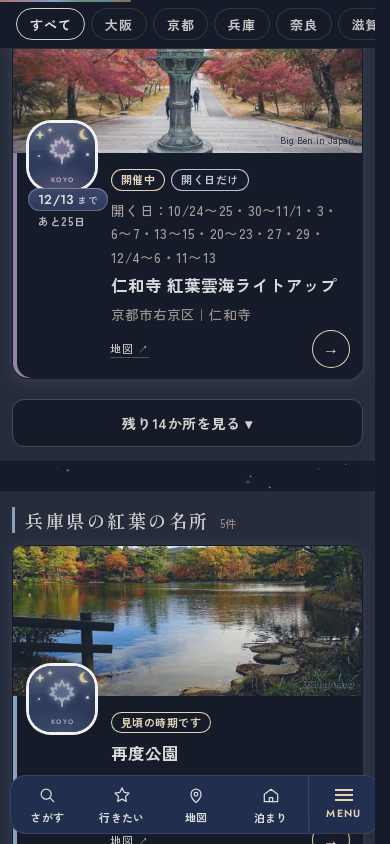 すべて
大阪
京都
兵庫
奈良
滋賀
Big Ben in Japan
KOYO
12/13 まで
あと25日
開催中
開く日だけ
開く日：10/24〜25・30〜11/1・3・
6〜7・13〜15・20〜23・27・29・
12/4〜6・11〜13
仁和寺 紅葉雲海ライトアップ
京都市右京区｜仁和寺
地図 ↗
→
残り14か所を見る ▾
兵庫県の紅葉の名所
5件
KOYO
見頃の時期です
再度公園
さがす
行きたい
地図
泊まり
MENU
地図 ↗